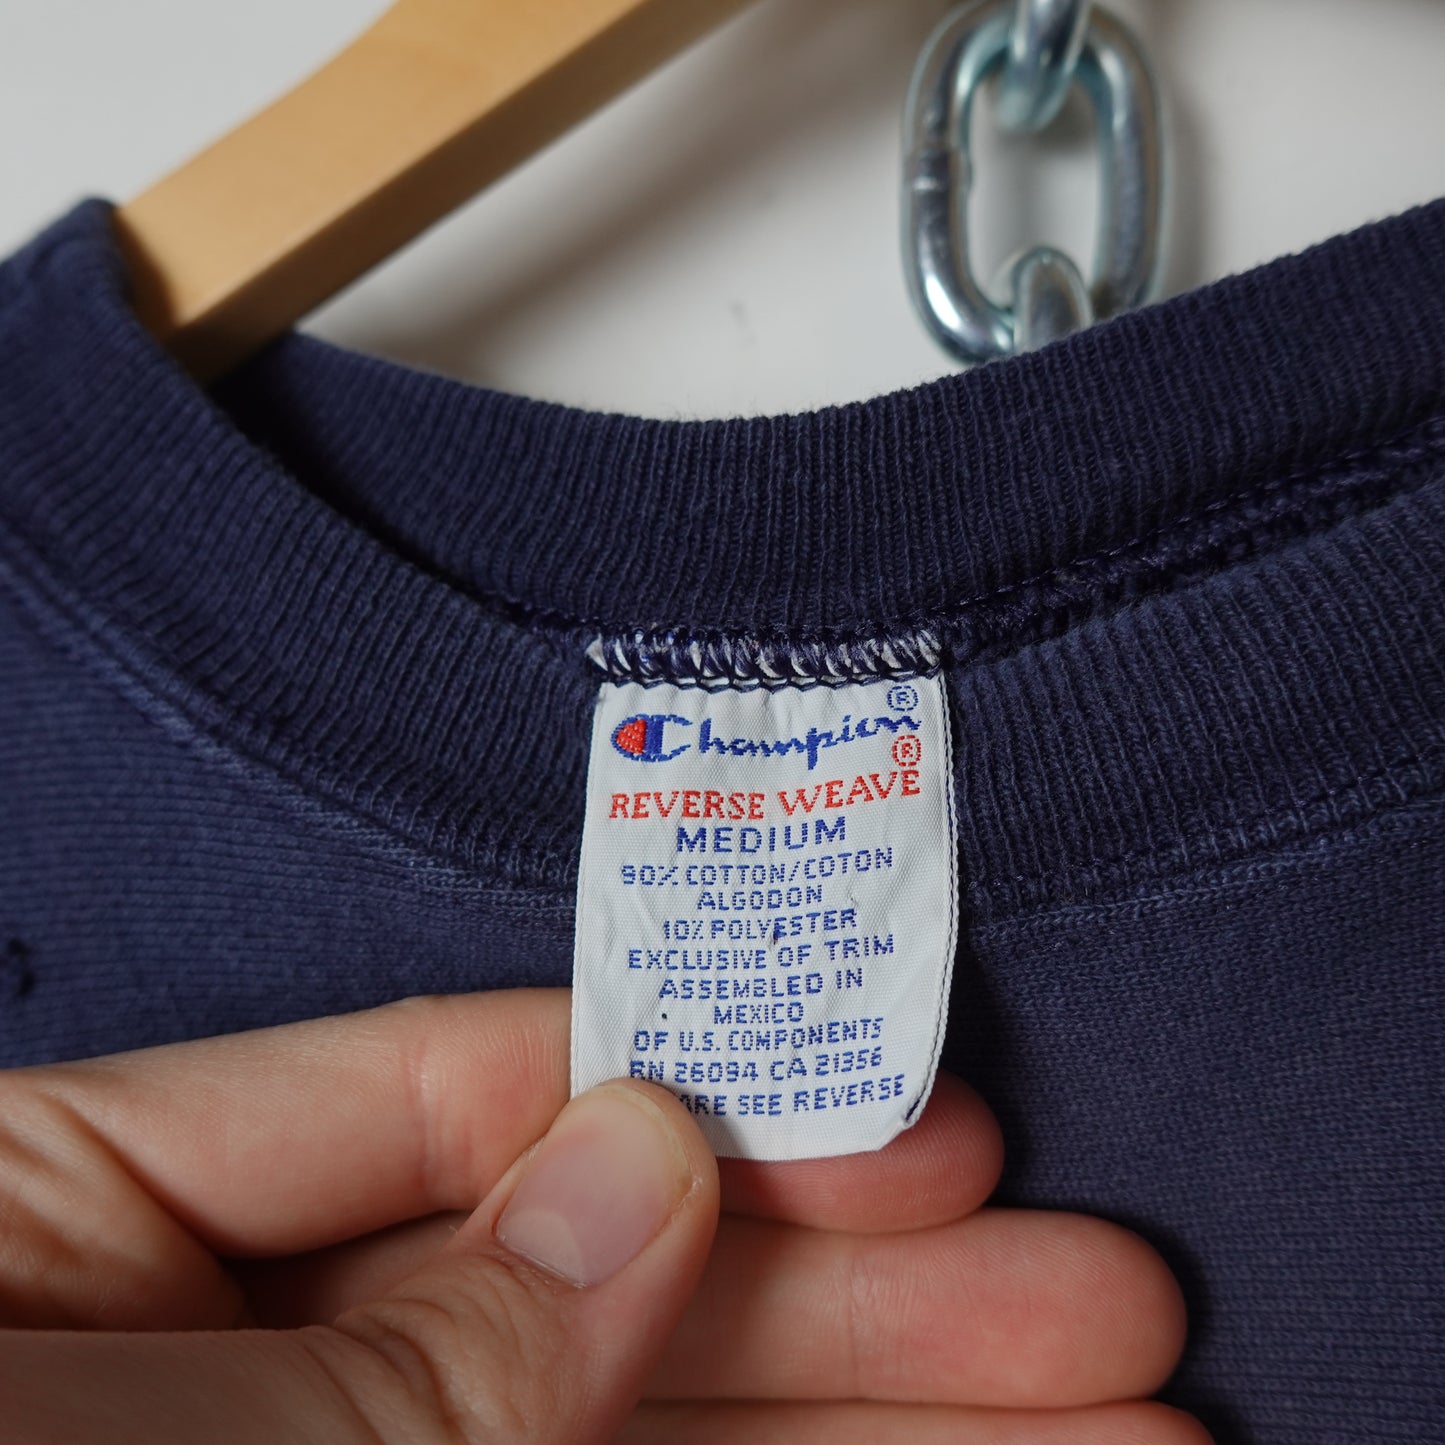 Champion®
REVERSE WEAVE®
MEDIUM
90% COTTON/COTON
ALGODON
10% POLYESTER
EXCLUSIVE OF TRIM
ASSEMBLED IN
MEXICO
OF U.S. COMPONENTS
RN 26094 CA 21356
SEE REVERSE